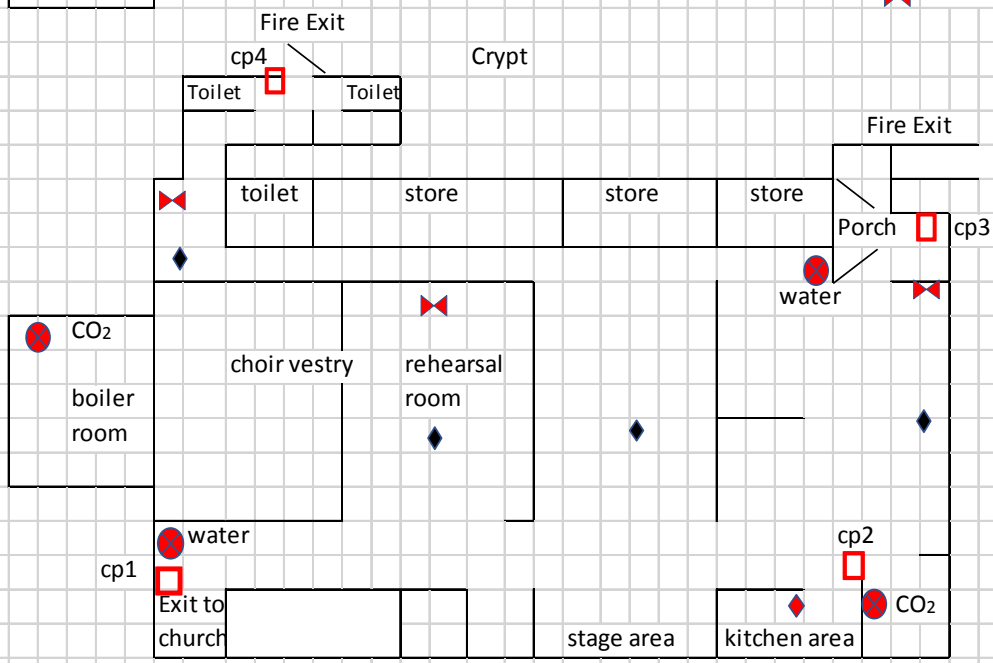 Fire Exit
cp4
Crypt
Toilet
Toilet
Fire Exit
toilet
store
store
store
Porch
cp3
water
CO2
choir vestry
rehearsal
room
boiler
room
water
cp2
cp1
Exit to
church
CO2
stage area
kitchen area